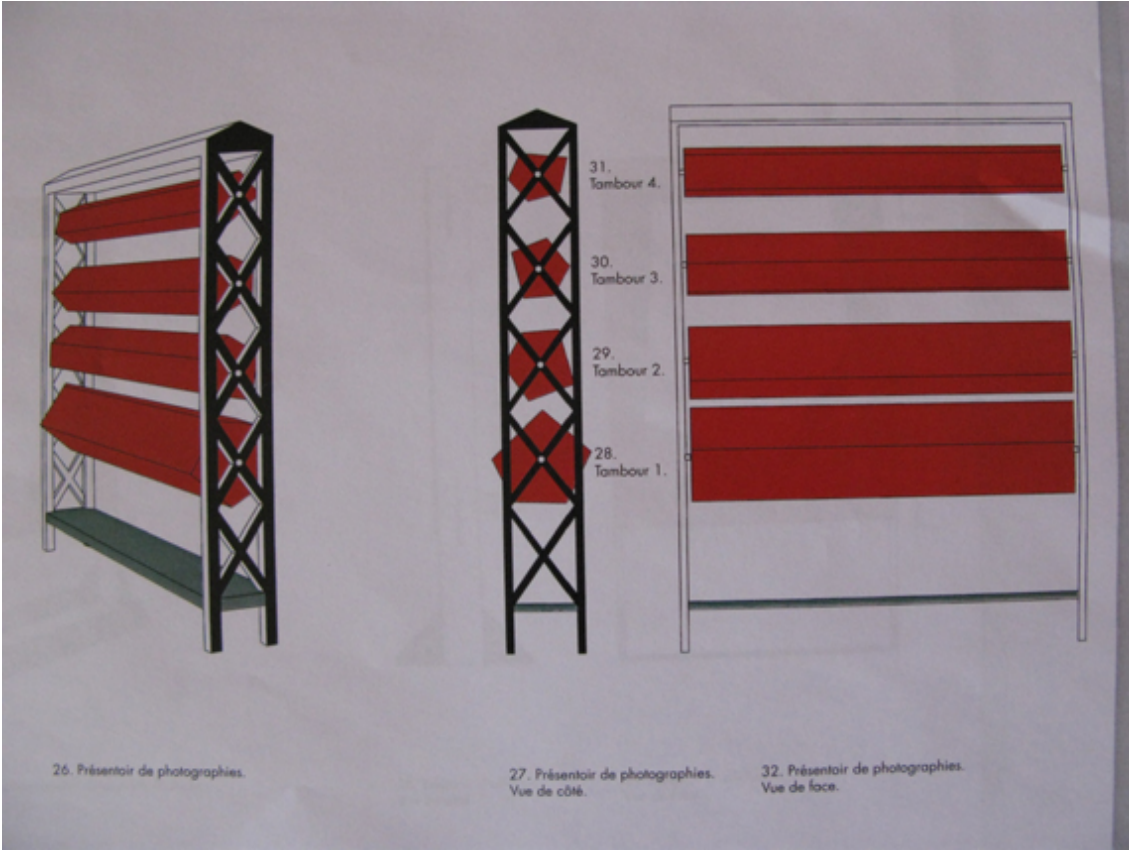 31.
Tambour 4.
30.
Tambour 3.
29.
Tambour 2.
28.
Tambour 1.
26. Présentoir de photographies.
27. Présentoir de photographies.
Vue de côté.
32. Présentoir de photographies.
Vue de face.